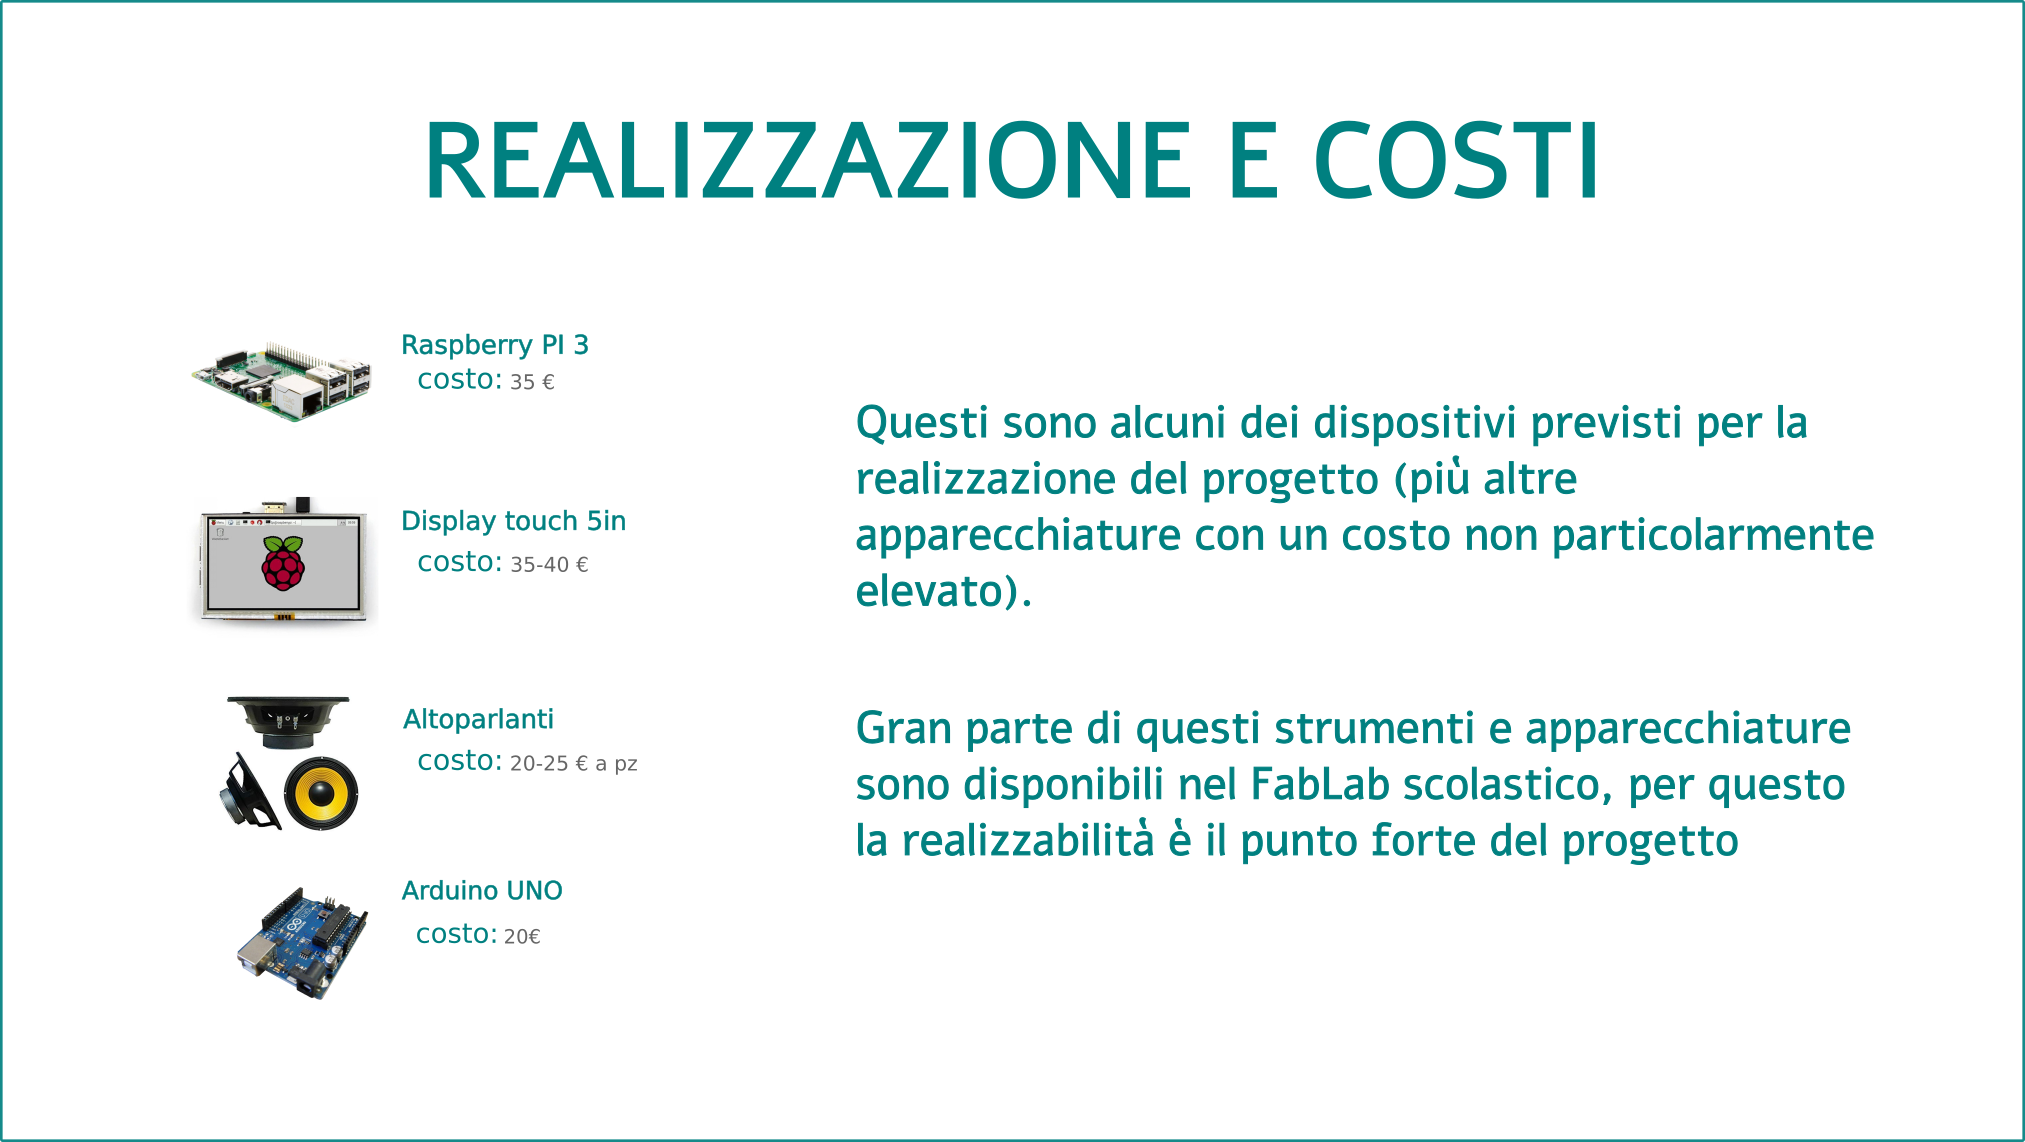 REALIZZAZIONE E COSTI
Raspberry PI 3
costo: 35 €
Display touch 5in
costo: 35-40 €
Altoparlanti
costo: 20-25 € a pz
Arduino UNO
costo: 20€
Questi sono alcuni dei dispositivi previsti per la
realizzazione del progetto (più altre
apparecchiature con un costo non particolarmente
elevato).
Gran parte di questi strumenti e apparecchiature
sono disponibili nel FabLab scolastico, per questo
la realizzabilità è il punto forte del progetto